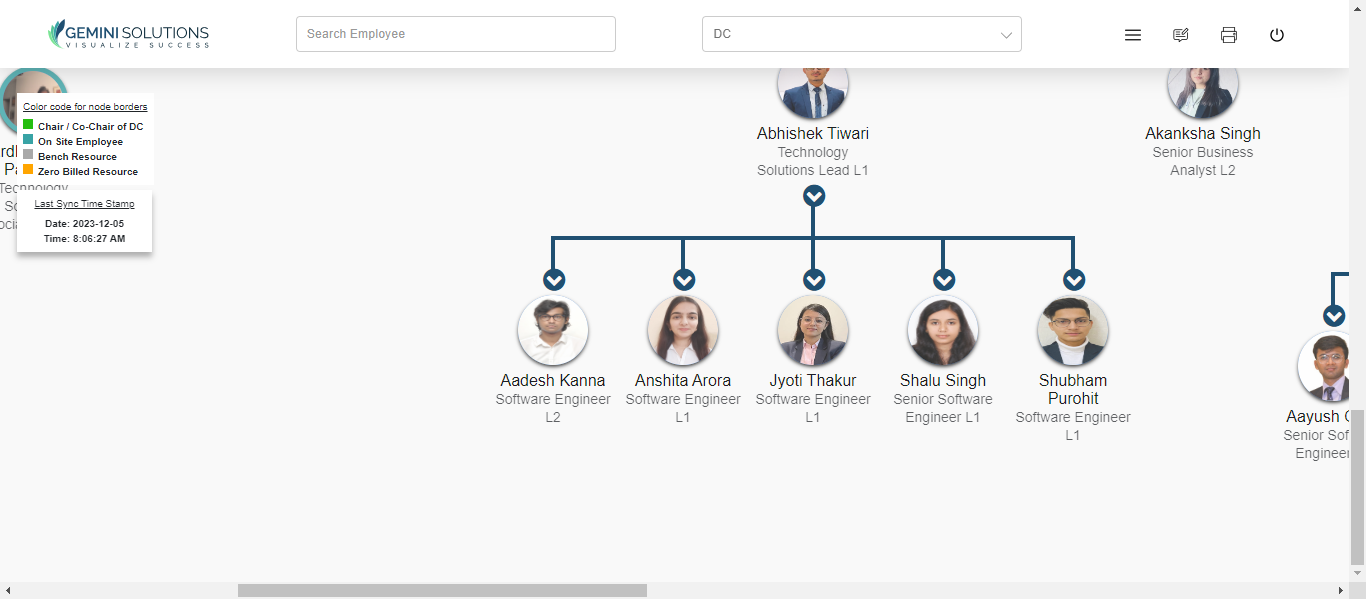 GEMINI SOLUTIONS
VISUALIZE SUCCESS
Search Employee
DC
Color code for node borders
Chair / Co-Chair of DC
On Site Employee
Bench Resource
Zero Billed Resource
Technology
Last Sync Time Stamp
Date: 2023-12-05
Time: 8:06:27 AM
Abhishek Tiwari
Technology
Solutions Lead L1
Akanksha Singh
Senior Business
Analyst L2
Aadesh Kanna
Software Engineer
L2
Anshita Arora
Software Engineer
L1
Jyoti Thakur
Software Engineer
L1
Shalu Singh
Senior Software
Engineer L1
Shubham
Purohit
Software Engineer
L1
Aayush
Senior Sof
Engineer